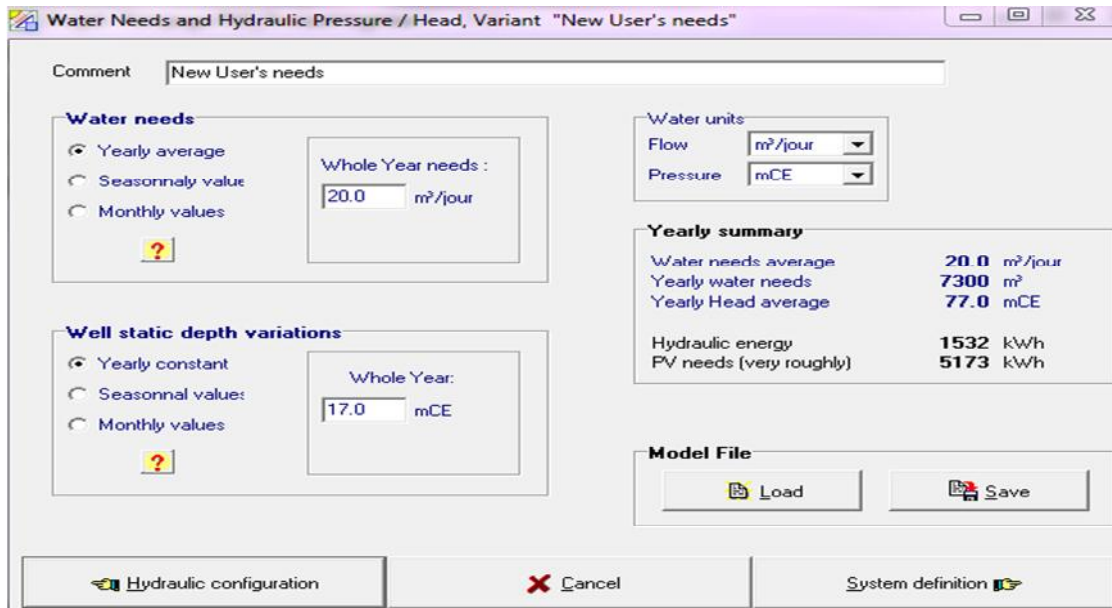 Water Needs and Hydraulic Pressure / Head, Variant "New User's needs"
Comment New User's needs
Water needs
Yearly average
Seasonnaly value
Monthly values
?
Whole Year needs :
20.0 m³/jour
Well static depth variations
Yearly constant
Seasonnal values
Monthly values
?
Whole Year:
17.0 mCE
Water units
Flow m³/jour
Pressure mCE
Yearly summary
Water needs average 20.0 m³/jour
Yearly water needs 7300 m³
Yearly Head average 77.0 mCE
Hydraulic energy 1532 kWh
PV needs (very roughly) 5173 kWh
Model File
Load Save
Hydraulic configuration Cancel System definition